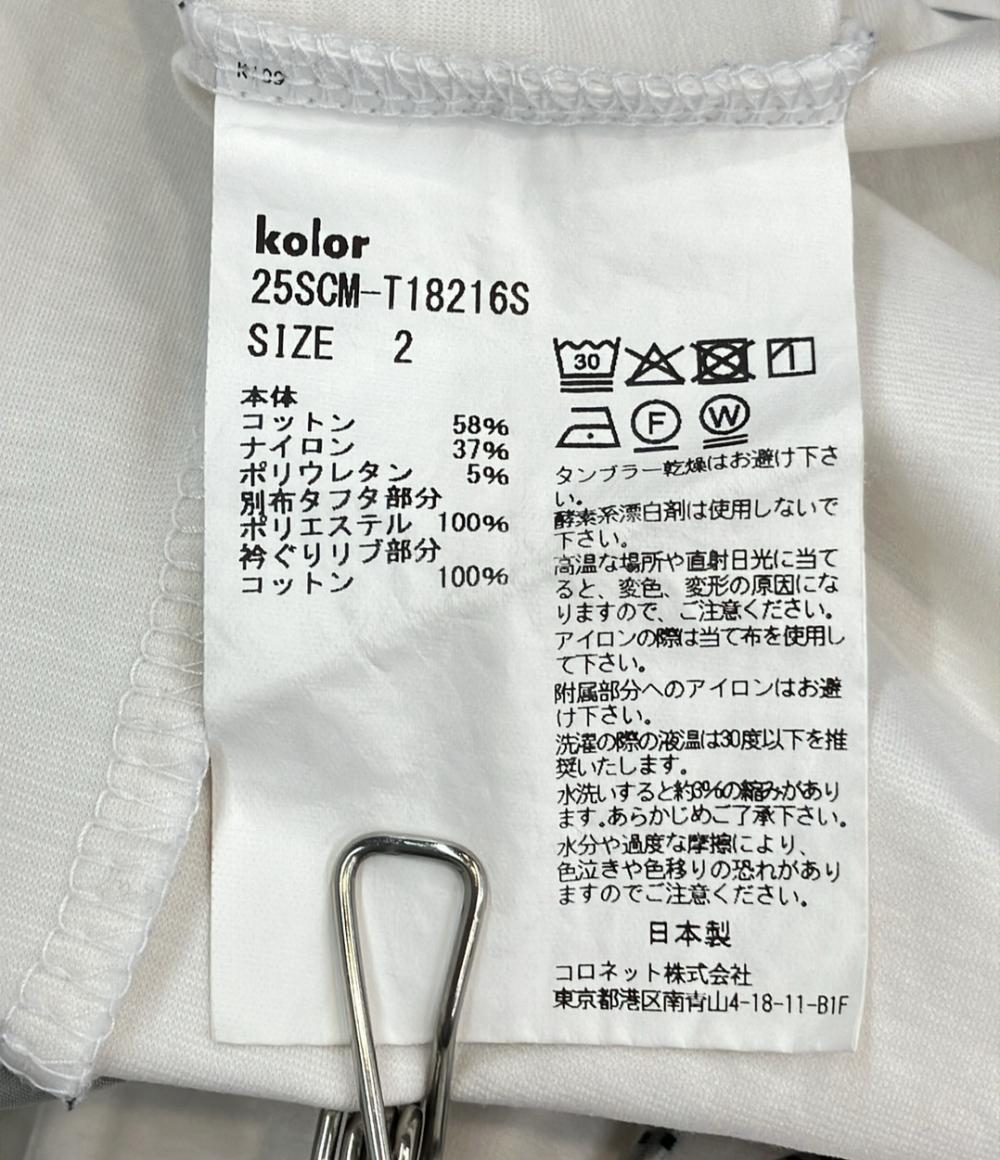 kolor
25SCM-T18216S
SIZE 2
本体
コットン 58%
ナイロン 37%
ポリウレタン 5%
別布タフタ部分
ポリエステル 100%
衿ぐりリブ部分
コットン 100%
30
F
W
タンブラー乾燥はお避け下さ
い。
酵素系漂白剤は使用しないで
下さい。
高温な場所や直射日光に当て
ると、変色、変形の原因にな
りますので、ご注意ください。
アイロンの際は当て布を使用し
て下さい。
附属部分へのアイロンはお避
け下さい。
洗濯の際の液温は30度以下を推
奨いたします。
水洗いすると約3%の縮みがあり
ます。あらかじめご了承下さい。
水分や過度な摩擦により、
色泣きや色移りの恐れがあり
ますのでご注意ください。
日本製
コロネット株式会社
東京都港区南青山4-18-11-B1F